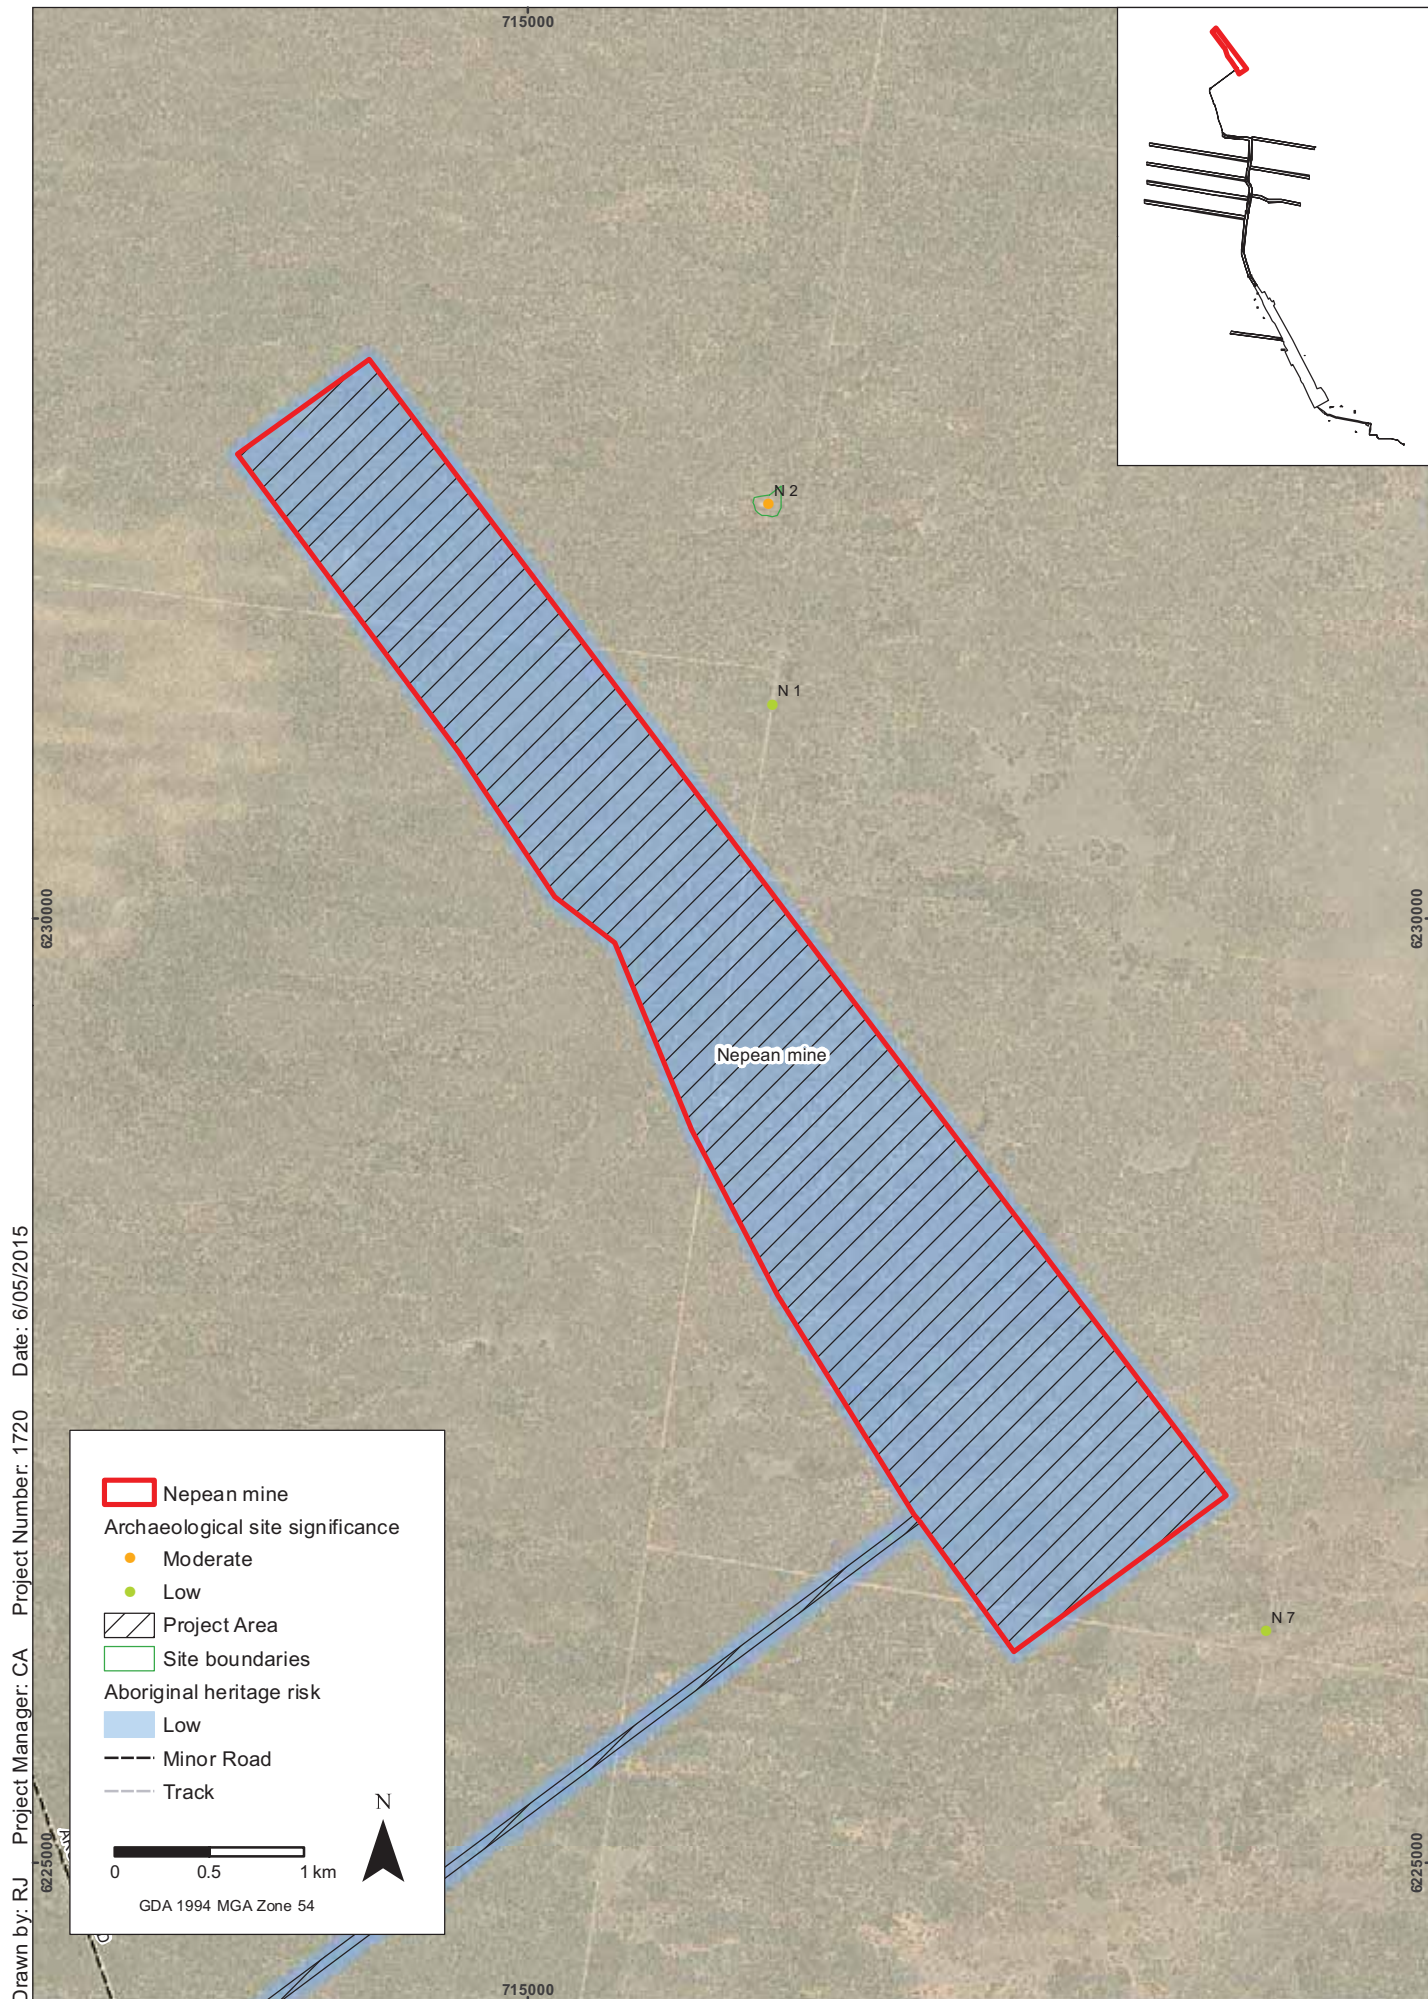 715000
N 2
N 1
6230000
6230000
Nepean mine
N 7
Nepean mine
Archaeological site significance
Moderate
Low
Project Area
Site boundaries
Aboriginal heritage risk
Low
Minor Road
Track
N
0 0.5 1 km
GDA 1994 MGA Zone 54
6225000
6225000
715000
Drawn by: RJ Project Manager: CA Project Number: 1720 Date: 6/05/2015